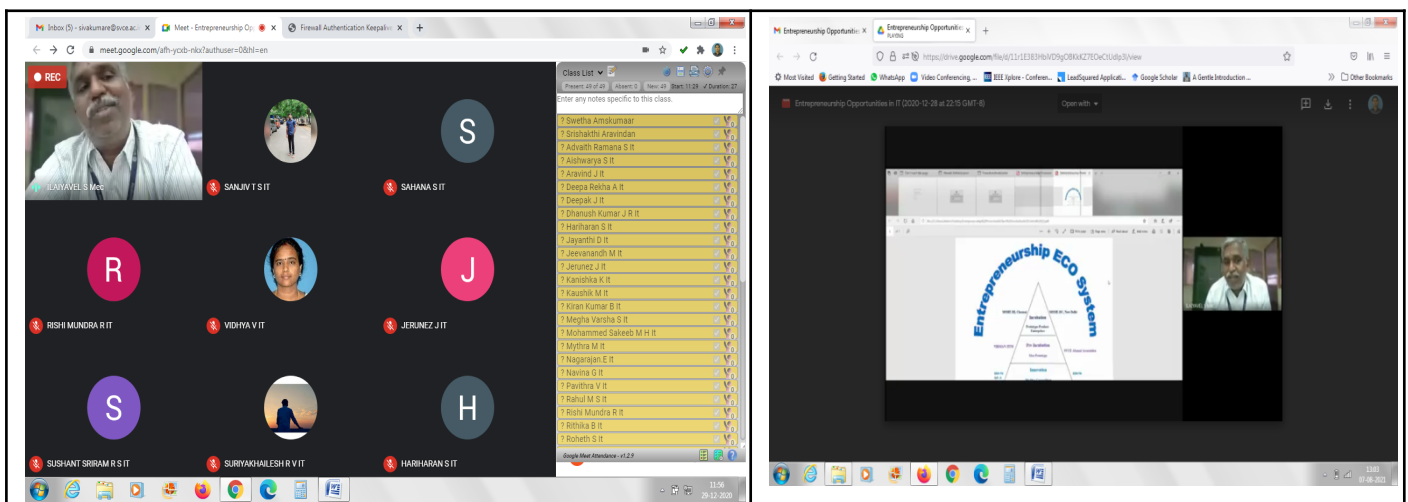 Inbox (5) - sivakumare@svce.ac.i
Meet - Entrepreneurship Op
Firewall Authentication Keepaliv
meet.google.com/afh-ycxb-nkx?authuser=0&hl=en
REC
ILAIYAVEL S Mec
SANJIV T S IT
S
SAHANA S IT
R
RISHI MUNDRA R IT
VIDHYA V IT
J
JERUNEZ J IT
S
SUSHANT SRIRAM R S IT
SURIYAKHAILESH R V IT
H
HARIHARAN S IT
Class List
Present: 49 of 49 Absent: 0 New: 49 Start: 11:29 ✓ Duration: 27
Enter any notes specific to this class.
? Swetha Amskumaar
? Srishakthi Aravindan
? Advaith Ramana S It
? Aishwarya S It
? Aravind J It
? Deepa Rekha A It
? Deepak J It
? Dhanush Kumar J R It
? Hariharan S It
? Jayanthi D It
? Jeevanandh M It
? Jerunez J It
? Kanishka K It
? Kaushik M It
? Kiran Kumar B It
? Megha Varsha S It
? Mohammed Sakeeb M H It
? Mythra M It
? Nagarajan.E It
? Navina G It
? Pavithra V It
? Rahul M S It
? Rishi Mundra R It
? Rithika B It
? Roheth S It
Google Meet Attendance - v1.2.9
11:56
29-12-2020
Entrepreneurship Opportunitie
Entrepreneurship Opportunitie
PLAYING
Most Visited Getting Started WhatsApp Video Conferencing, ... IEEE Xplore - Conferen... LeadSquared Applicati... Google Scholar A Gentle Introduction ... Other Bookmarks
Entrepreneurship Opportunities in IT (2020-12-28 at 22:15 GMT-8)
Open with
Entrepreneurship ECO System
13:03
07-08-2021